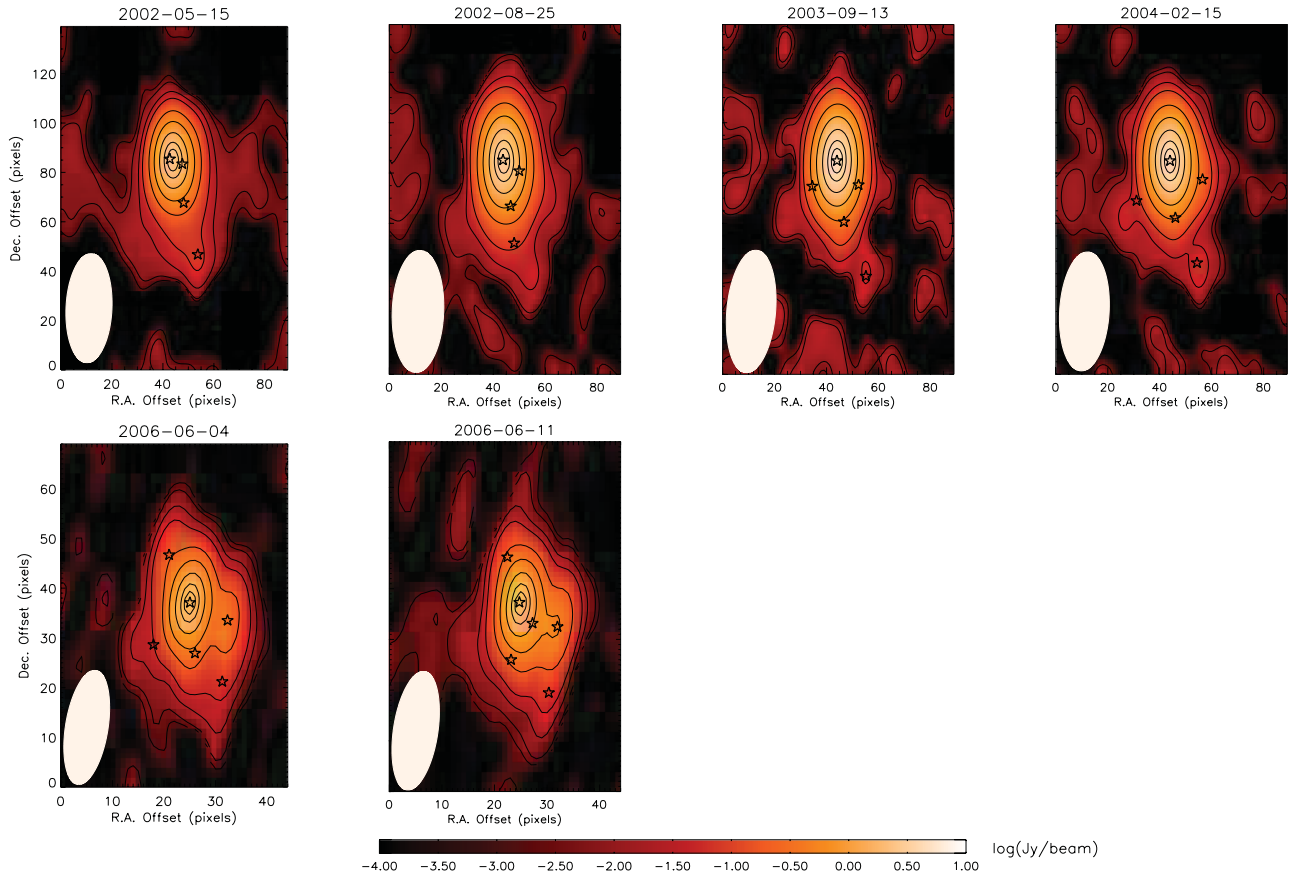 2002-05-15 2002-08-25 2003-09-13 2004-02-15
120
100
80
60
40
20
0
Dec. Offset (pixels)
0 20 40 60 80 0 20 40 60 80 0 20 40 60 80 0 20 40 60 80
R.A. Offset (pixels) R.A. Offset (pixels) R.A. Offset (pixels) R.A. Offset (pixels)
2006-06-04 2006-06-11
60
50
40
30
20
10
0
Dec. Offset (pixels)
0 10 20 30 40 0 10 20 30 40
R.A. Offset (pixels) R.A. Offset (pixels)
log(Jy/beam)
-4.00 -3.50 -3.00 -2.50 -2.00 -1.50 -1.00 -0.50 0.00 0.50 1.00